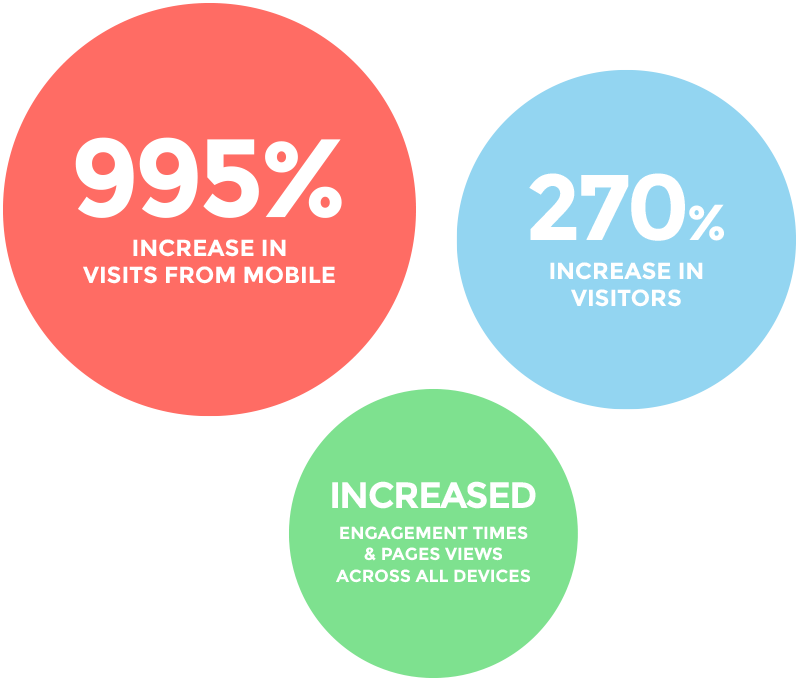 995%
INCREASE IN
VISITS FROM MOBILE
270%
INCREASE IN
VISITORS
INCREASED
ENGAGEMENT TIMES
& PAGES VIEWS
ACROSS ALL DEVICES